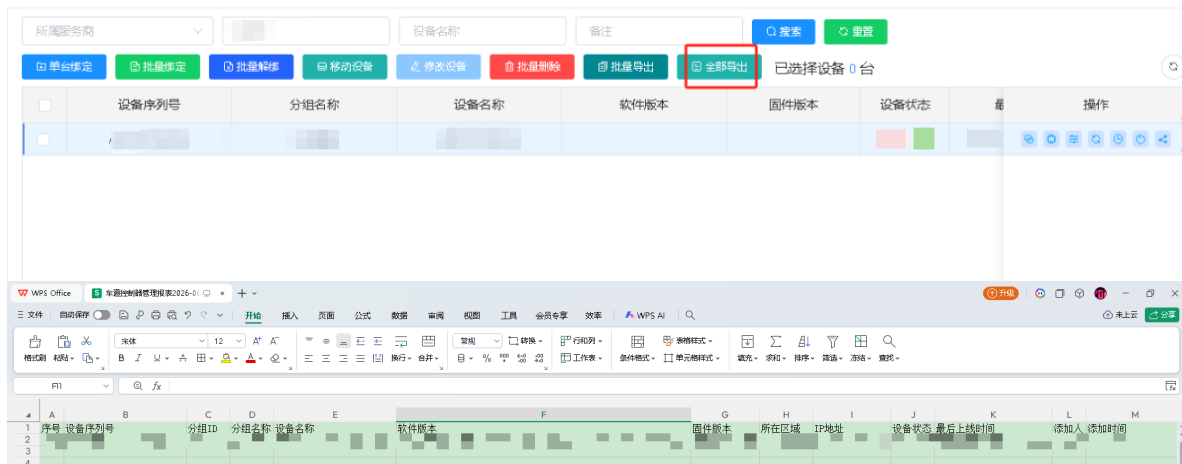 所属服务商 设备名称 备注 搜索 重置
单台绑定 批量绑定 批量解绑 移动设备 修改设备 批量删除 批量导出 全部导出 已选择设备 0 台
设备序列号 分组名称 设备名称 软件版本 固件版本 设备状态 操作
WPS Office 车道控制器管理报表2026-0
升级
三 文件 自动保存 开始 插入 页面 公式 数据 审阅 视图 工具 会员专享 效率 WPS AI 未上云 分享
宋体 12 A+ A- 常规 转换 行和列 表格样式
格式刷 粘贴 B I U A 换行 合并 % 工作表 条件格式 单元格样式 填充 求和 排序 筛选 冻结 查找
F11 fx
A B C D E F G H I J K L M
1 序号 设备序列号 分组ID 分组名称 设备名称 软件版本 固件版本 所在区域 IP地址 设备状态 最后上线时间 添加人 添加时间
2
3
4